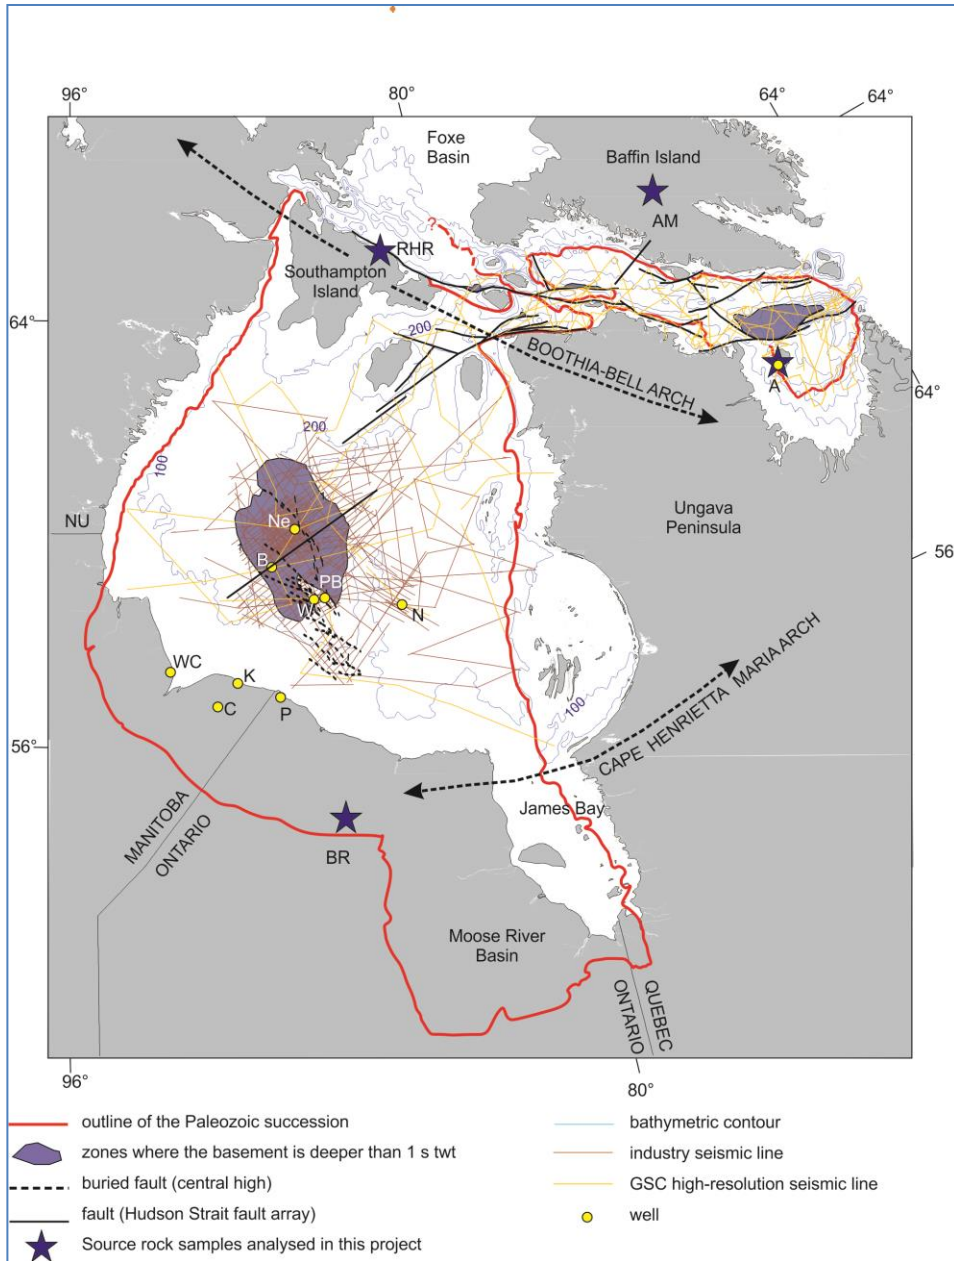 96°
80°
64°
64°
Foxe
Basin
Baffin Island
AM
?
RHR
Southampton
Island
64°
200
BOOTHIA-BELL ARCH
A
64°
200
100
Ungava
Peninsula
NU
Ne
56
B
PB
W
N
WC
K
C
P
CAPE HENRIETTA MARIA ARCH
100
56°
James Bay
MANITOBA
ONTARIO
BR
Moose River
Basin
ONTARIO
QUEBEC
96°
80°
outline of the Paleozoic succession
zones where the basement is deeper than 1 s twt
buried fault (central high)
fault (Hudson Strait fault array)
Source rock samples analysed in this project
bathymetric contour
industry seismic line
GSC high-resolution seismic line
well